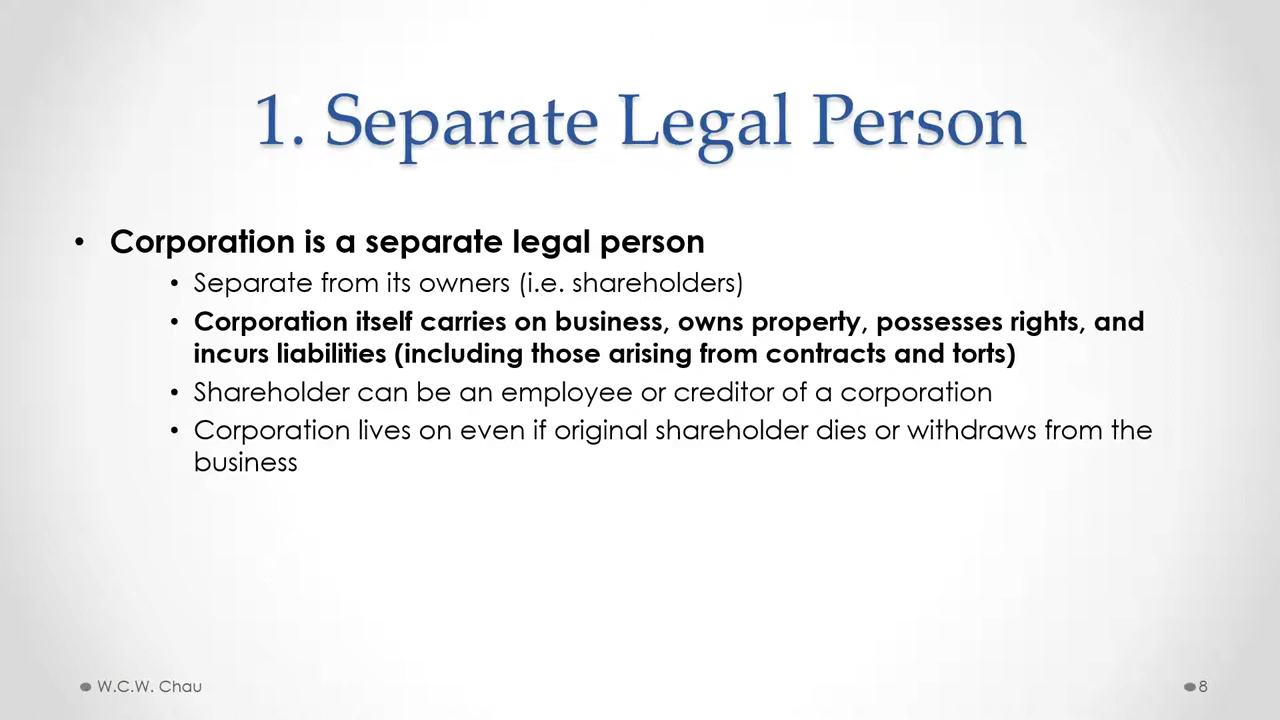 1. Separate Legal Person
• Corporation is a separate legal person
• Separate from its owners (i.e. shareholders)
• Corporation itself carries on business, owns property, possesses rights, and
incurs liabilities (including those arising from contracts and torts)
• Shareholder can be an employee or creditor of a corporation
• Corporation lives on even if original shareholder dies or withdraws from the
business
W.C.W. Chau
8